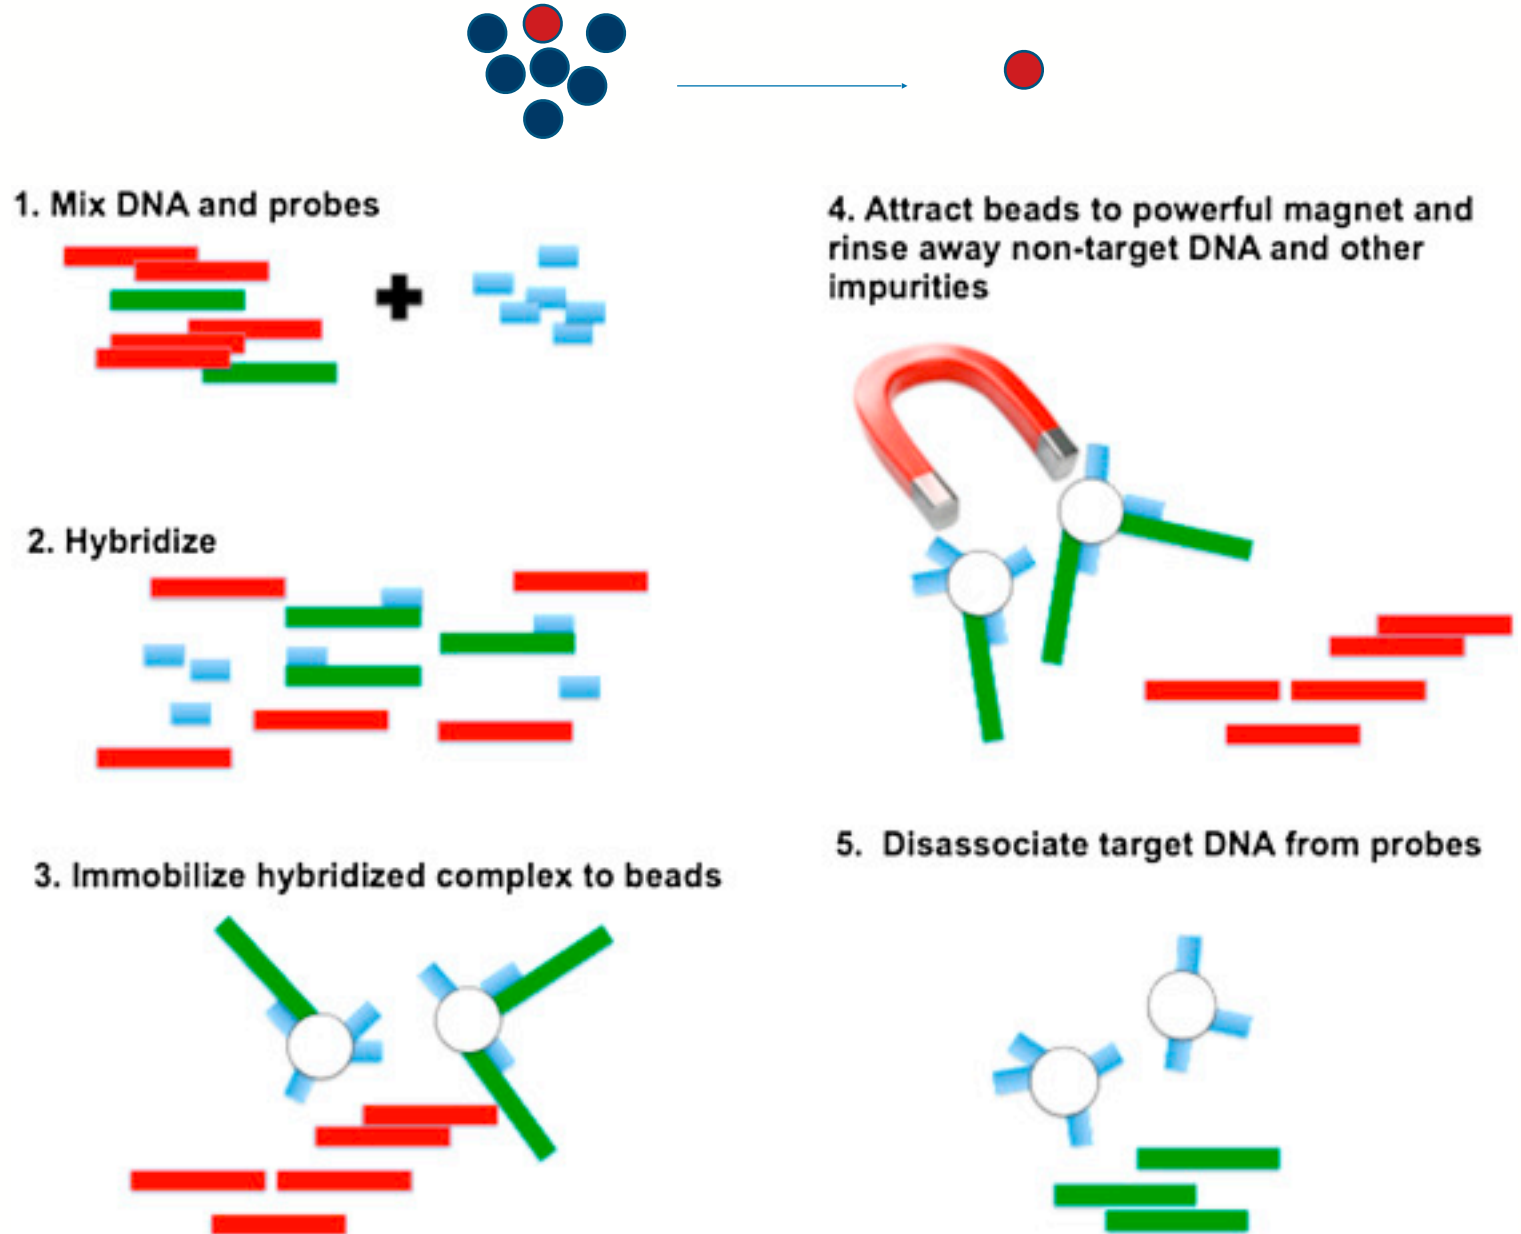 1. Mix DNA and probes
2. Hybridize
3. Immobilize hybridized complex to beads
4. Attract beads to powerful magnet and
rinse away non-target DNA and other
impurities
5. Disassociate target DNA from probes